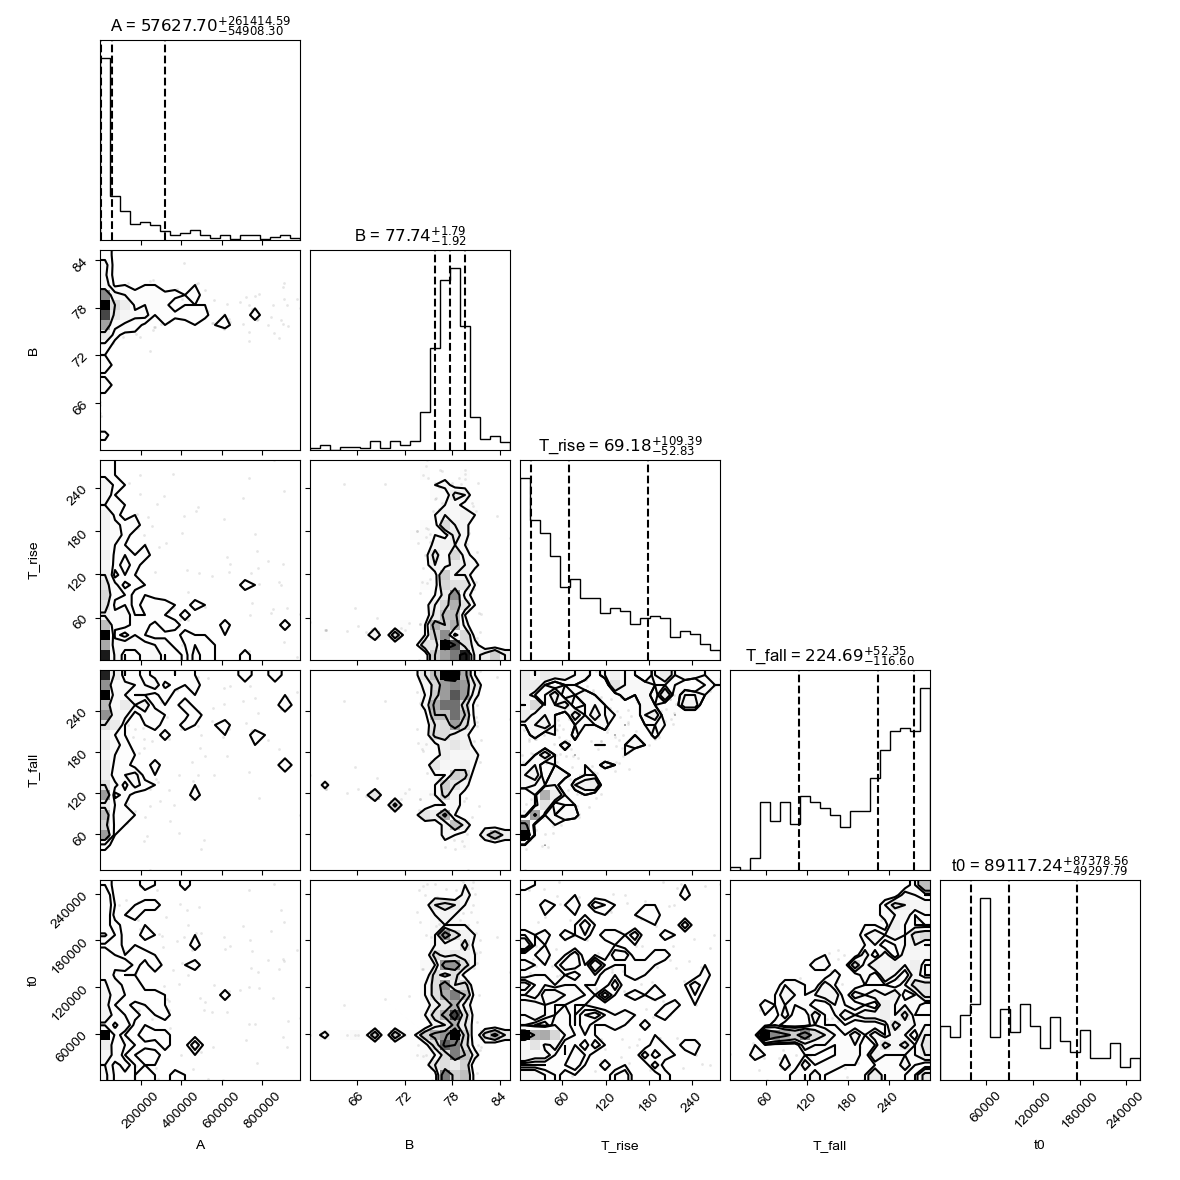 A = 57627.70+261414.59
−54908.30
B = 77.74+1.79
−1.92
84
78
72
66
B
T_rise = 69.18+109.39
−52.83
240
180
120
60
T_rise
T_fall = 224.69+52.35
−116.60
240
180
120
60
T_fall
t0 = 89117.24+87378.56
−49297.79
240000
180000
120000
60000
t0
200000 400000 600000 800000 66 72 78 84 60 120 180 240 60 120 180 240 60000 120000 180000 240000
A B T_rise T_fall t0